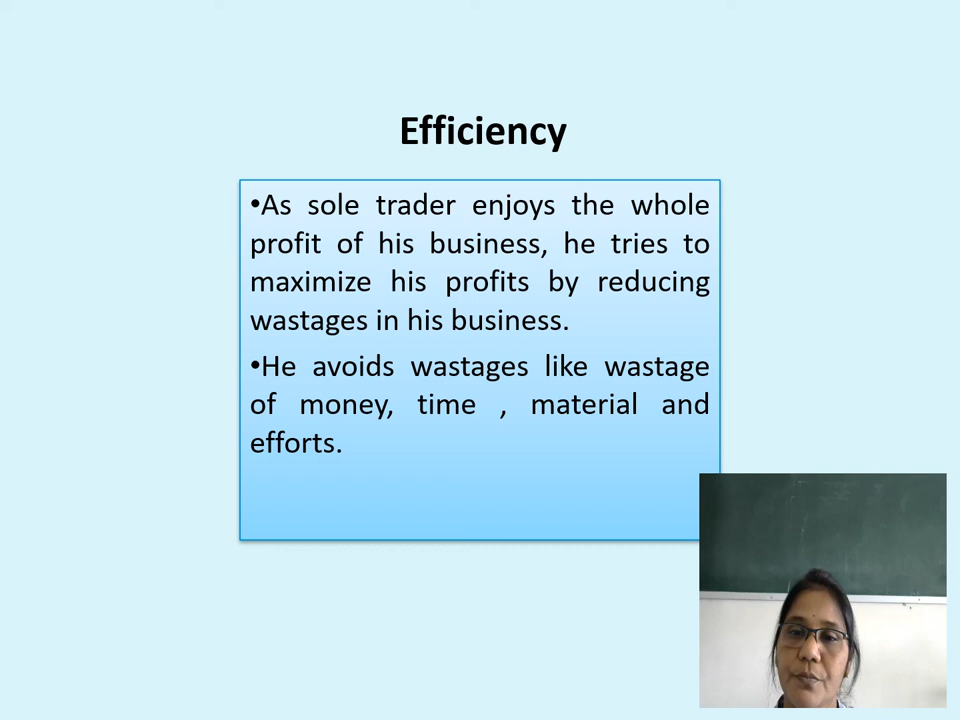 Efficiency
•As sole trader enjoys the whole
profit of his business, he tries to
maximize his profits by reducing
wastages in his business.
•He avoids wastages like wastage
of money, time , material and
efforts.